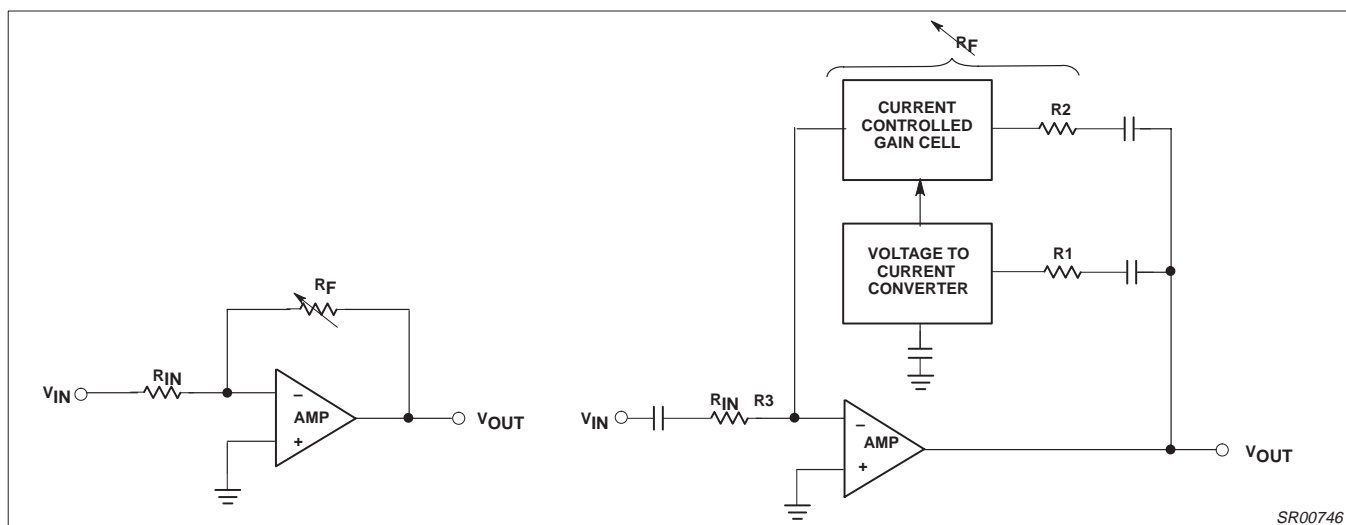 RF
CURRENT
CONTROLLED
GAIN CELL
R2
VOLTAGE TO
CURRENT
CONVERTER
R1
RF
VIN
RIN
−
AMP
+
VOUT
VIN
RIN R3
−
AMP
+
VOUT
SR00746